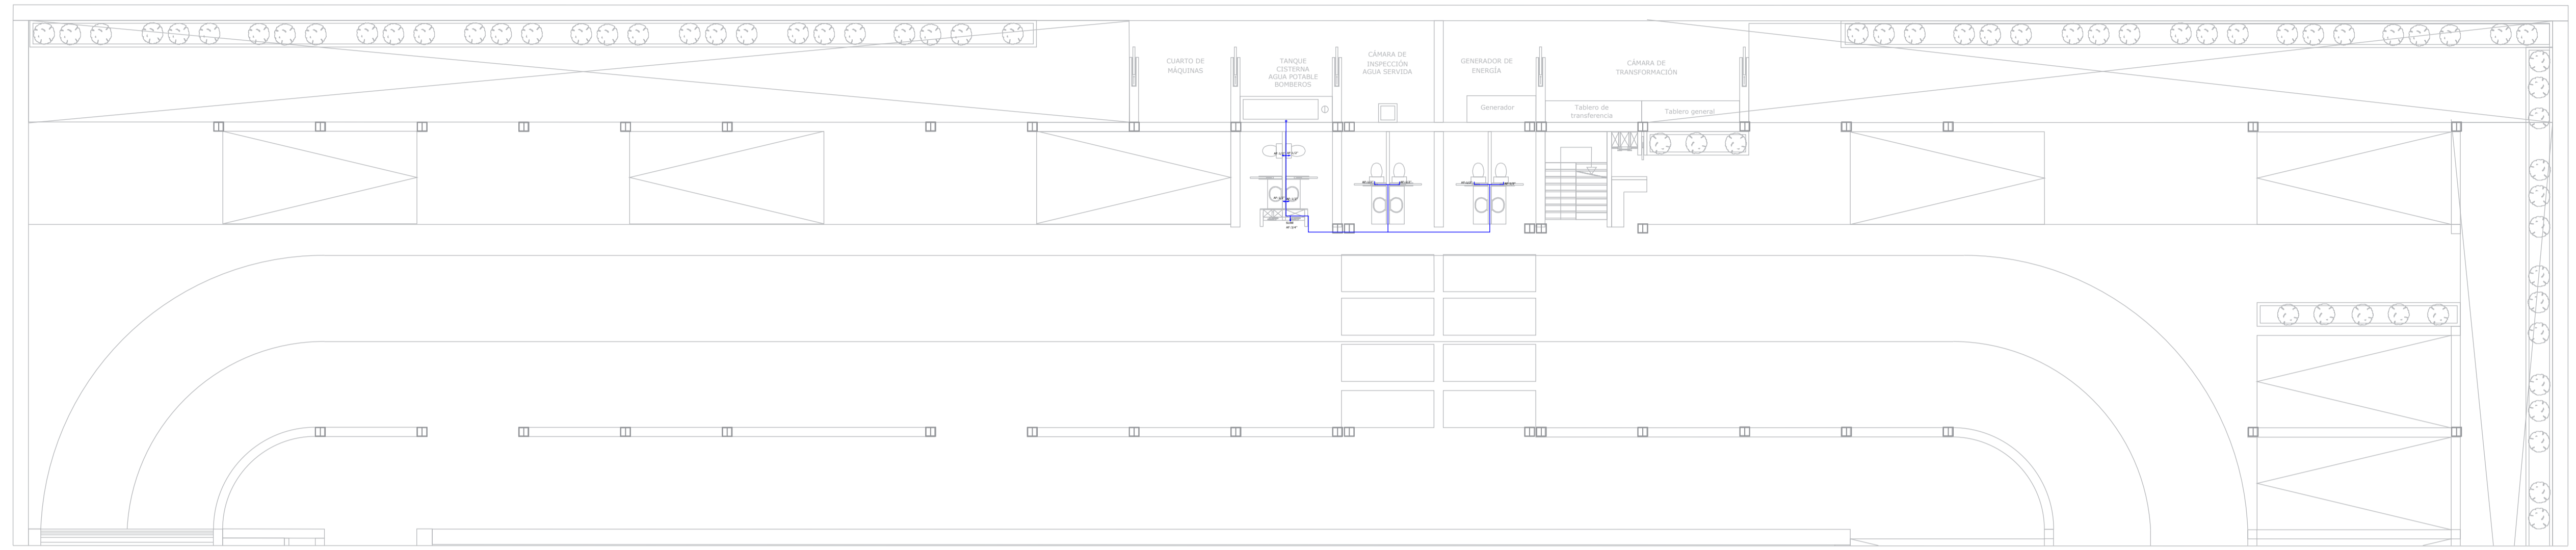 CUARTO DE
MÁQUINAS
TANQUE
CISTERNA
AGUA POTABLE
BOMBEROS
CÁMARA DE
INSPECCIÓN
AGUA SERVIDA
GENERADOR DE
ENERGÍA
CÁMARA DE
TRANSFORMACIÓN
Generador
Tablero de
transferencia
Tablero general